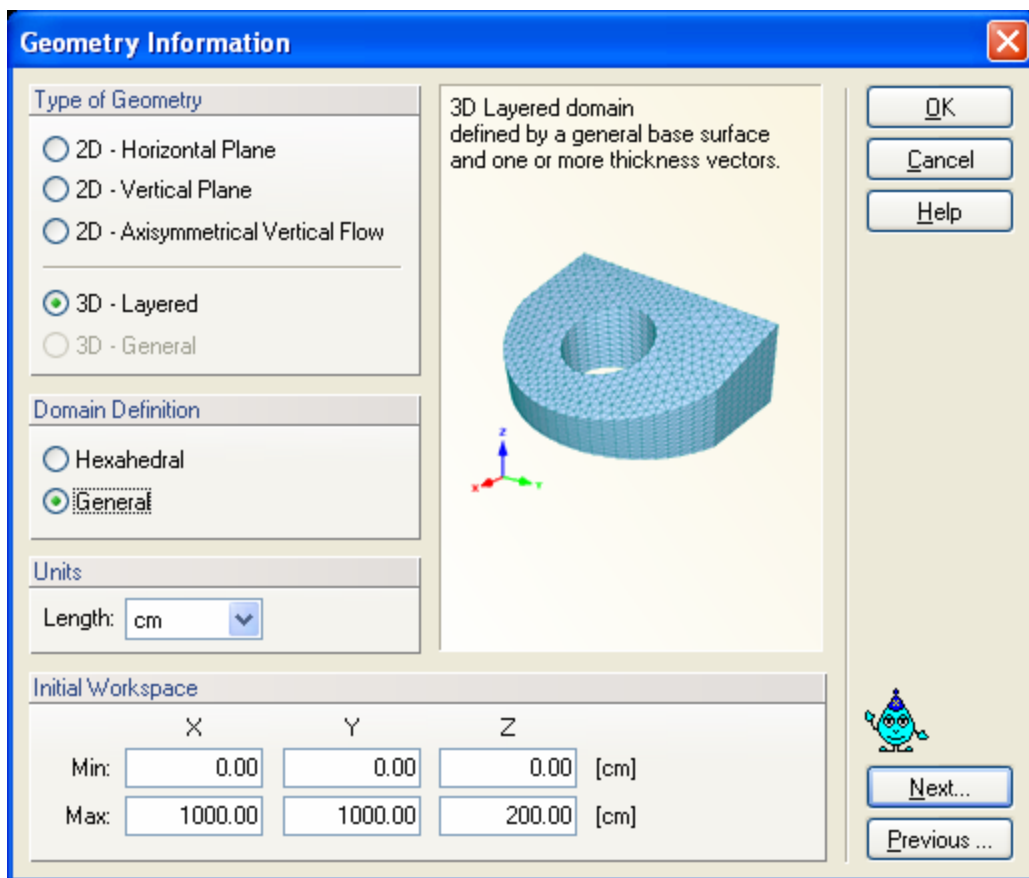 Geometry Information
Type of Geometry
2D - Horizontal Plane
2D - Vertical Plane
2D - Axisymmetrical Vertical Flow
3D - Layered
3D - General
Domain Definition
Hexahedral
General
Units
Length: cm
3D Layered domain
defined by a general base surface
and one or more thickness vectors.
Z
X
Y
OK
Cancel
Help
Initial Workspace
X Y Z
Min: 0.00 0.00 0.00 [cm]
Max: 1000.00 1000.00 200.00 [cm]
Next...
Previous ...